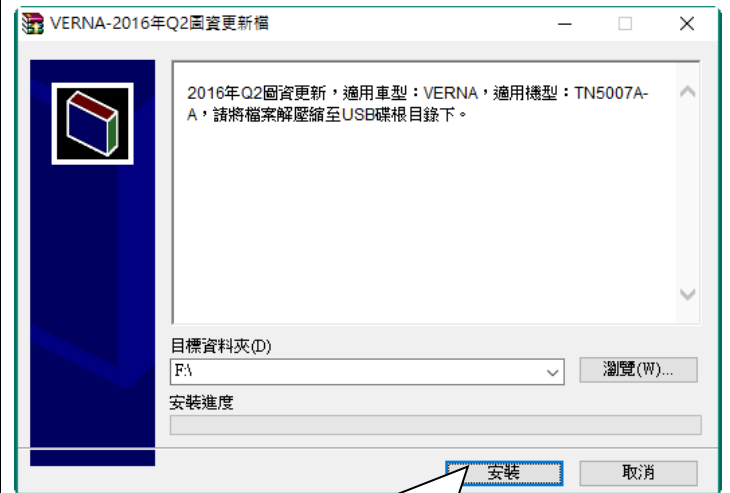 VERNA-2016年Q2圖資更新檔
2016年Q2圖資更新，適用車型：VERNA，適用機型：TN5007A-
A，請將檔案解壓縮至USB碟根目錄下。
目標資料夾(D)
F:\
瀏覽(W)...
安裝進度
安裝
取消